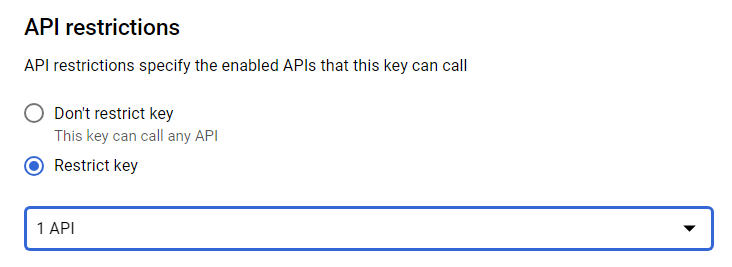 API restrictions
API restrictions specify the enabled APIs that this key can call
Don't restrict key
This key can call any API
Restrict key
1 API